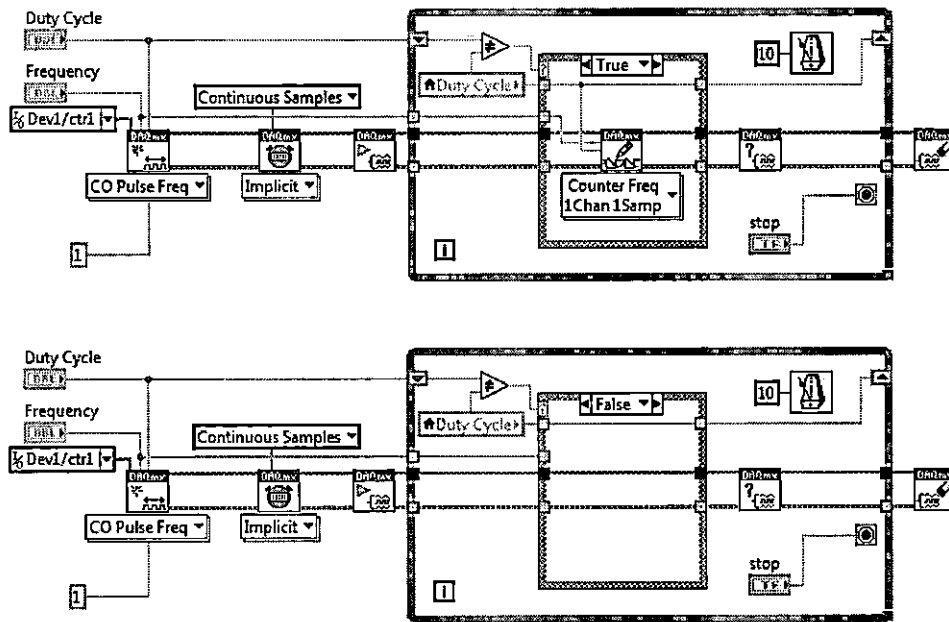 Duty Cycle
DBL
Frequency
DBL
Continuous Samples
True
10
Duty Cycle
Dev1/ctr1
DAQmx
DAQmx
DAQmx
DAQmx
DAQmx
DAQmx
CO Pulse Freq
Implicit
Counter Freq
1Chan 1Samp
stop
TF
1
i
Duty Cycle
DBL
Frequency
DBL
Continuous Samples
False
10
Duty Cycle
Dev1/ctr1
DAQmx
DAQmx
DAQmx
DAQmx
DAQmx
CO Pulse Freq
Implicit
stop
TF
1
i